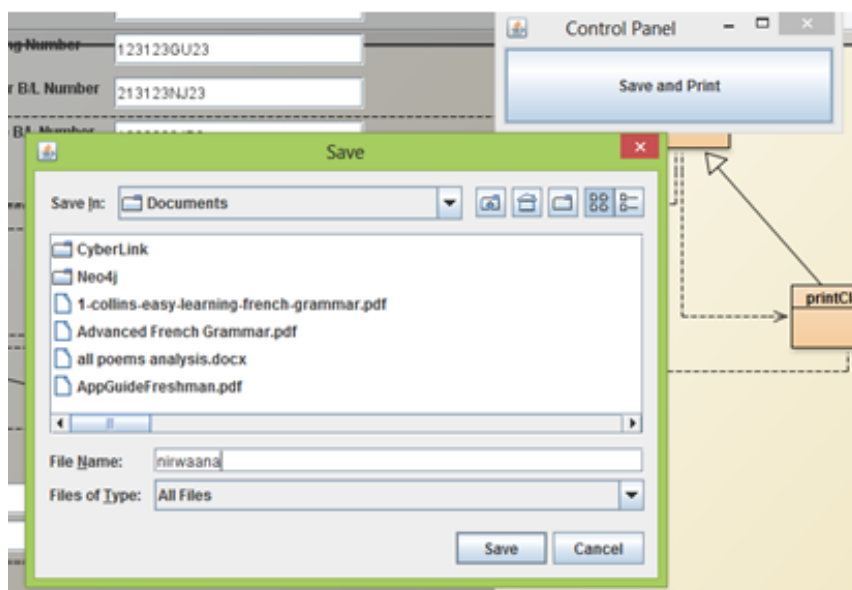 Control Panel
Number
123123GU23
Save and Print
B/L Number
213123NJ23
B/L Number
Save
Save In:
Documents
CyberLink
Neo4j
1-collins-easy-learning-french-grammar.pdf
Advanced French Grammar.pdf
all poems analysis.docx
AppGuideFreshman.pdf
printCl
File Name:
nirwaana
Files of Type:
All Files
Save
Cancel